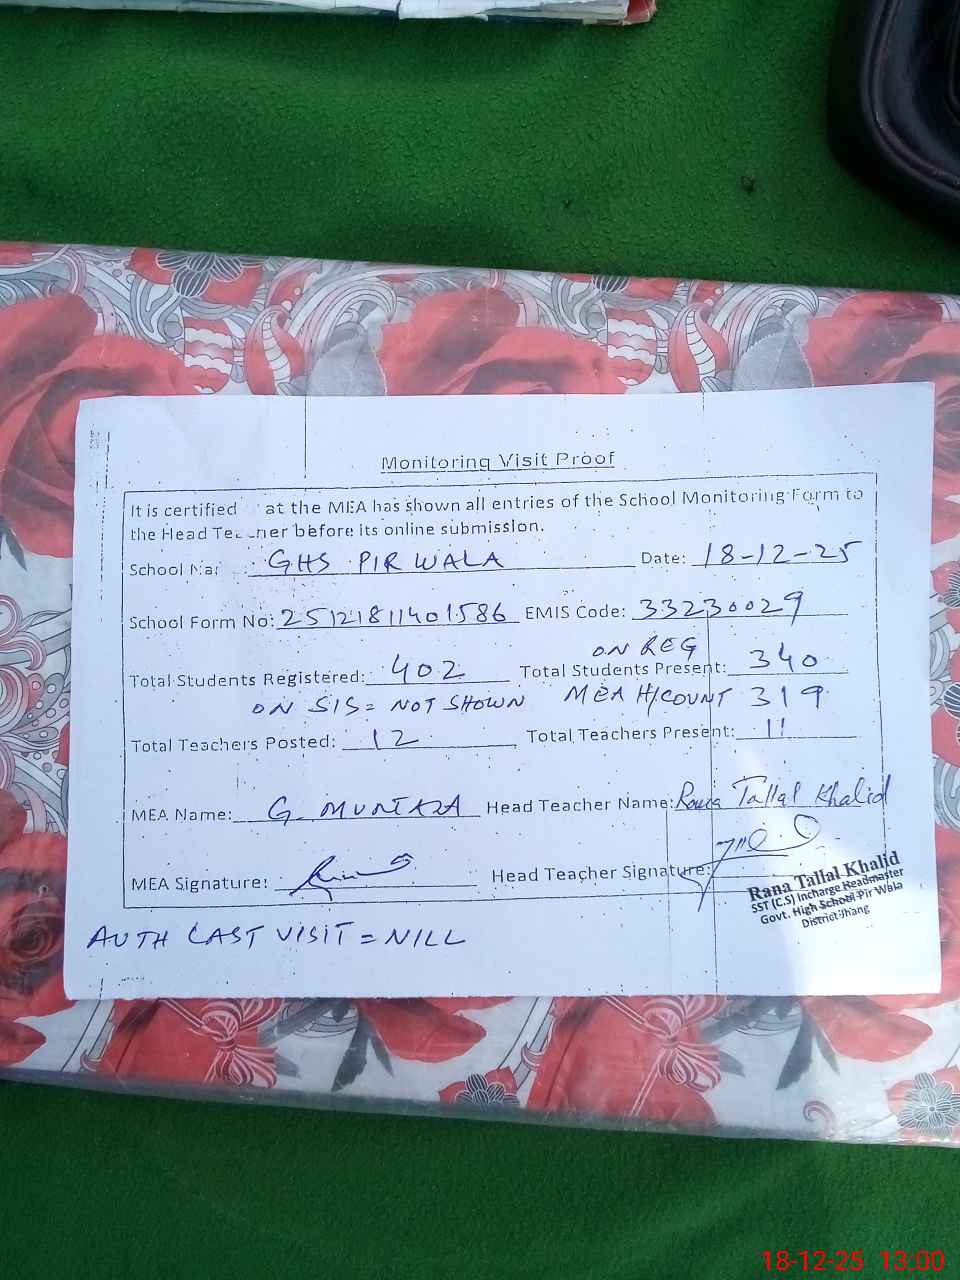 Monitoring Visit Proof
It is certified at the MEA has shown all entries of the School Monitoring Form to
the Head Teacher before its online submission.
School Na: GHS PIR WALA Date: 18-12-25
School Form No: 25121811401586 EMIS Code: 33230029
ON REG
Total Students Registered: 402 Total Students Present: 340
ON SIS = NOT SHOWN MEA H/COUNT 319
Total Teachers Posted: 12 Total Teachers Present: 11
MEA Name: G. MUNTAZA Head Teacher Name: Rana Tallal Khalid
MEA Signature: Head Teacher Signature:
Rana Tallal Khalid
SST (C.S) Incharge Headmaster
Govt. High School Pir Wala
District Jhang
AUTH LAST VISIT = NILL
18-12-25 13:00